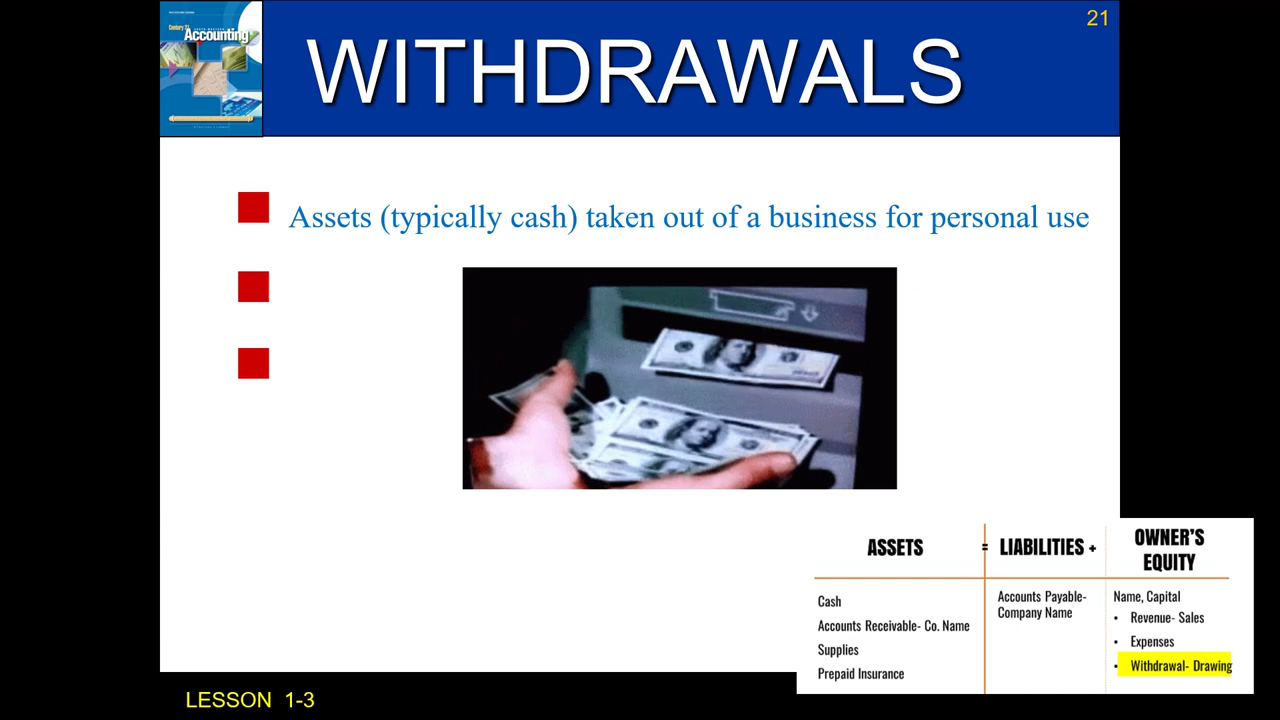 21
Century 21
Accounting
WITHDRAWALS
Assets (typically cash) taken out of a business for personal use
ASSETS = LIABILITIES + OWNER'S EQUITY
Cash
Accounts Receivable- Co. Name
Supplies
Prepaid Insurance
Accounts Payable-
Company Name
Name, Capital
• Revenue- Sales
• Expenses
• Withdrawal- Drawing
LESSON 1-3